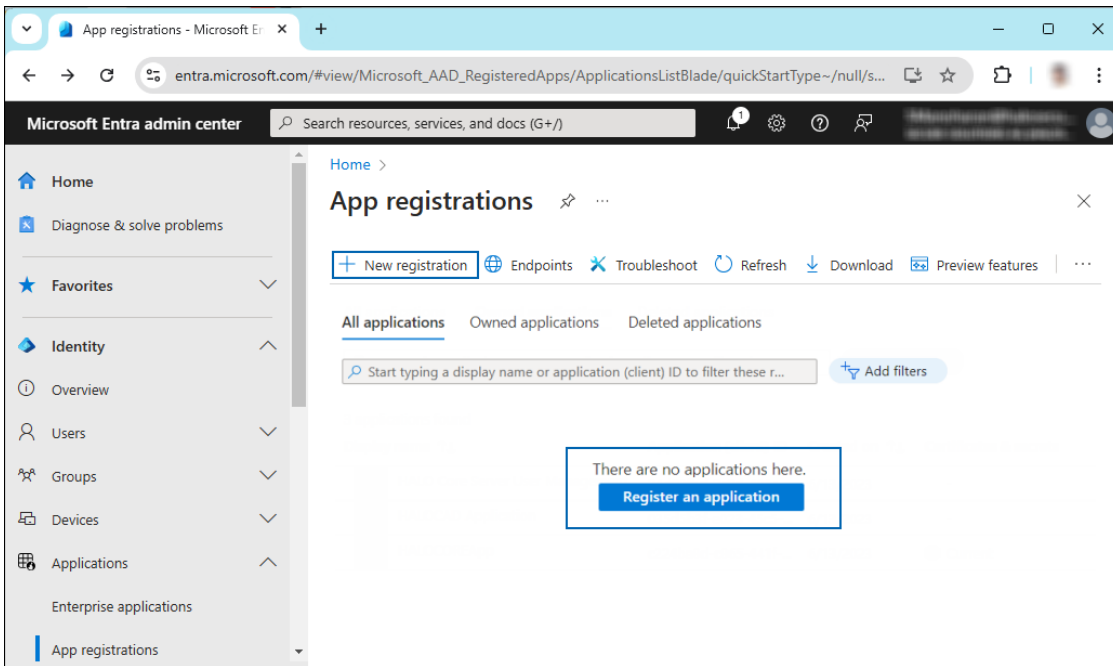 App registrations - Microsoft En
entra.microsoft.com/#view/Microsoft_AAD_RegisteredApps/ApplicationsListBlade/quickStartType~/null/s...
Microsoft Entra admin center
Search resources, services, and docs (G+/)
1
Home
Diagnose & solve problems
Favorites
Identity
Overview
Users
Groups
Devices
Applications
Enterprise applications
App registrations
Home >
App registrations ...
New registration Endpoints Troubleshoot Refresh Download Preview features ...
All applications Owned applications Deleted applications
Start typing a display name or application (client) ID to filter these r... Add filters
There are no applications here.
Register an application